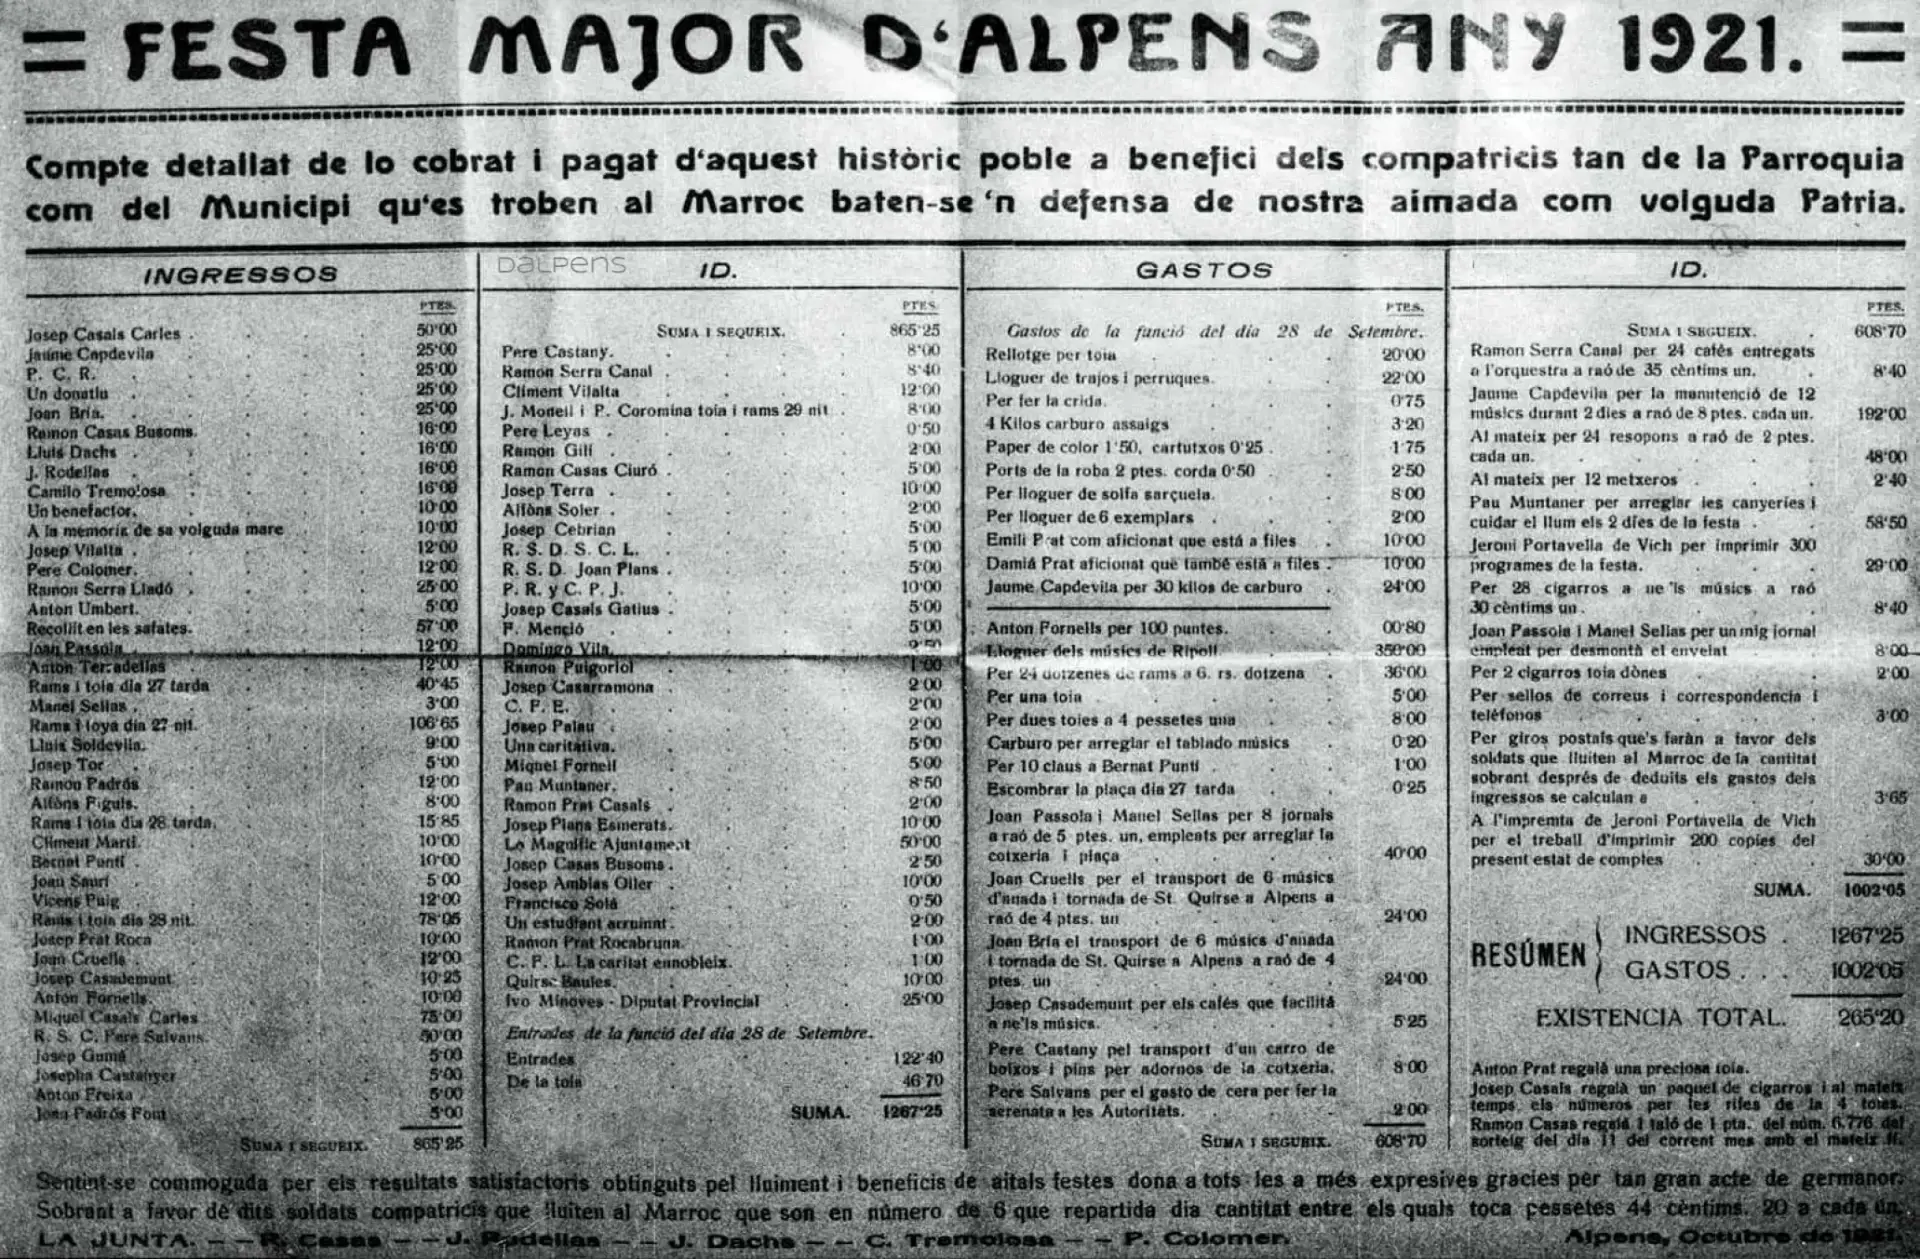 = FESTA MAJOR D'ALPENS ANY 1921. =
Compte detallat de lo cobrat i pagat d'aquest històric poble a benefici dels compatricis tan de la Parroquia
com del Municipi qu'es troben al Marroc baten-se 'n defensa de nostra aimada com volguda Patria.
INGRESSOS
PTES.
Josep Casals Carles . 50'00
Jaume Capdevila 25'00
P. C. R. 25'00
Un donatiu 25'00
Joan Bria. 25'00
Ramon Casas Busoms. 16'00
Lluis Dachs 16'00
J. Rodellas 16'00
Camilo Tremolosa 16'00
Un benefactor. 10'00
A la memoria de sa volguda mare 10'00
Josep Vilalta . 12'00
Pere Colomer. 12'00
Ramon Serra Lladó 25'00
Anton Umbert. 5'00
Recollit en les safates. 57'00
Joan Passola 12'00
Anton Terradellas 12'00
Rams i toia dia 27 tarda 40'45
Manel Sellas . 3'00
Rams i toya dia 27 nit. 106'65
Lluis Soldevila. 9'00
Josep Tor 5'00
Ramon Padrós 12'00
Alfòns Figuls. 8'00
Rams i toia dia 28 tarda. 15'85
Climent Marti. 10'00
Bernat Punti 10'00
Joan Sauri 5'00
Vicens Puig 12'00
Rams i toia dia 28 nit. 78'05
Josep Prat Roca 10'00
Joan Cruells . 12'00
Josep Casademunt 10'25
Anton Fornells. 10'00
Miquel Casals Carles 75'00
R. S. C. Pere Salvans. 50'00
Josep Gumá 5'00
Josepha Castanyer 5'00
Anton Freixa 5'00
Joan Padrós Font 5'00
SUMA I SEGUEIX. 865'25
DALPENS
ID.
PTES.
SUMA I SEQUEIX. 865'25
Pere Castany. 8'00
Ramon Serra Canal . 8'40
Climent Vilalta 12'00
J. Monell i P. Coromina toia i rams 29 nit . 8'00
Pere Leyas . 0'50
Ramon Gili 2'00
Ramon Casas Ciuró . 5'00
Josep Terra . 10'00
Alfòns Soler . 2'00
Josep Cebrian 5'00
R. S. D. S. C. L. 5'00
R. S. D. Joan Plans . 5'00
P. R. y C. P. J. 10'00
Josep Casals Gatius . 5'00
F. Menció 5'00
Domingo Vila. 2'50
Ramon Puigoriol 1'00
Josep Casarramona 2'00
C. P. E. 2'00
Josep Palau 2'00
Una caritativa. 5'00
Miquel Fornell 5'00
Pau Muntaner. 8'50
Ramon Prat Casals 2'00
Josep Plans Esmerats. 10'00
Lo Magnific Ajuntament 50'00
Josep Casas Busoms . 2'50
Josep Amblas Oller . 10'00
Francisco Solá 0'50
Un estudiant arruinat. 2'00
Ramon Prat Rocabruna. 1'00
C. P. L. La caritat ennobleix. 1'00
Quirse Baules. 10'00
Ivo Minoves - Diputat Provincial 25'00
Entrades de la funció del dia 28 de Setembre.
Entrades 122'40
De la toia 46'70
SUMA. 1267'25
GASTOS
PTES.
Gastos de la funció del dia 28 de Setembre.
Rellotge per toia 20'00
Lloguer de trajos i perruques. 22'00
Per fer la crida. 0'75
4 Kilos carburo assaigs 3'20
Paper de color 1'50, cartutxos 0'25 . 1'75
Ports de la roba 2 ptes. corda 0'50 2'50
Per lloguer de solfa sarçuela. 8'00
Per lloguer de 6 exemplars . 2'00
Emili Prat com aficionat que está a files 10'00
Damiá Prat aficionat que també está a files . 10'00
Jaume Capdevila per 30 kilos de carburo . 24'00
Anton Fornells per 100 puntes. 00'80
Lloguer dels músics de Ripoll 350'00
Per 24 dotzenes de rams a 6. rs. dotzena 36'00
Per una toia 5'00
Per dues toies a 4 pessetes una 8'00
Carburo per arreglar el tablado músics 0'20
Per 10 claus a Bernat Punti . 1'00
Escombrar la plaça dia 27 tarda 0'25
Joan Passola i Manel Sellas per 8 jornals
a raó de 5 ptes. un, empleats per arreglar la
cotxeria i plaça 40'00
Joan Cruells per el transport de 6 músics
d'anada i tornada de St. Quirse a Alpens a
raó de 4 ptes. un 24'00
Joan Bria el transport de 6 músics d'anada
i tornada de St. Quirse a Alpens a raó de 4
ptes. un 24'00
Josep Casademunt per els cafés que facilitá
a ne'ls músics. 5'25
Pere Castany pel transport d'un carro de
boixos i pins per adornos de la cotxeria. 8'00
Pere Salvans per el gasto de cera per fer la
serenata a les Autoritats. 2'00
SUMA I SEGUEIX. 608'70
ID.
PTES.
SUMA I SEGUEIX. 608'70
Ramon Serra Canal per 24 cafés entregats
a l'orquestra a raó de 35 cèntims un. 8'40
Jaume Capdevila per la manutenció de 12
músics durant 2 dies a raó de 8 ptes. cada un. 192'00
Al mateix per 24 resopons a raó de 2 ptes.
cada un. 48'00
Al mateix per 12 metxeros 2'40
Pau Muntaner per arreglar les canyeries i
cuidar el llum els 2 dies de la festa . 58'50
Jeroni Portavella de Vich per imprimir 300
programes de la festa. 29'00
Per 28 cigarros a ne'ls músics a raó
30 cèntims un . 8'40
Joan Passola i Manel Sellas per un mig jornal
empleat per desmontá el envelat 8'00
Per 2 cigarros toia dònes 2'00
Per sellos de correus i correspondencia i
teléfonos 3'00
Per giros postals que's faràn a favor dels
soldats que lluiten al Marroc de la cantitat
sobrant després de deduits els gastos dels
ingressos se calculan a 3'65
A l'impremta de Jeroni Portavella de Vich
per el treball d'imprimir 200 copies del
present estat de comptes 30'00
SUMA. 1002'05
RESÚMEN
INGRESSOS . 1267'25
GASTOS . . . 1002'05
EXISTENCIA TOTAL. 265'20
Anton Prat regalà una preciosa toia.
Josep Casals regalà un paquet de cigarros i al mateix
temps els números per les rifes de la 4 toies.
Ramon Casas regalà 1 taló de 1 pta. del núm. 6.776 del
sorteig del dia 11 del corrent mes amb el mateix fi.
Sentint-se commoguda per els resultats satisfactoris obtinguts pel lluiment i beneficis de aitals festes dona a tots les a més expresives gracies per tan gran acte de germanor.
Sobrant a favor de dits soldats compatricis que lluiten al Marroc que son en número de 6 que repartida dia cantitat entre els quals toca pessetes 44 cèntims. 20 a cada un.
LA JUNTA. - - R. Casas - - J. Rodellas - - J. Dachs - - C. Tremolosa - - P. Colomer. Alpens, Octubre de 1921.